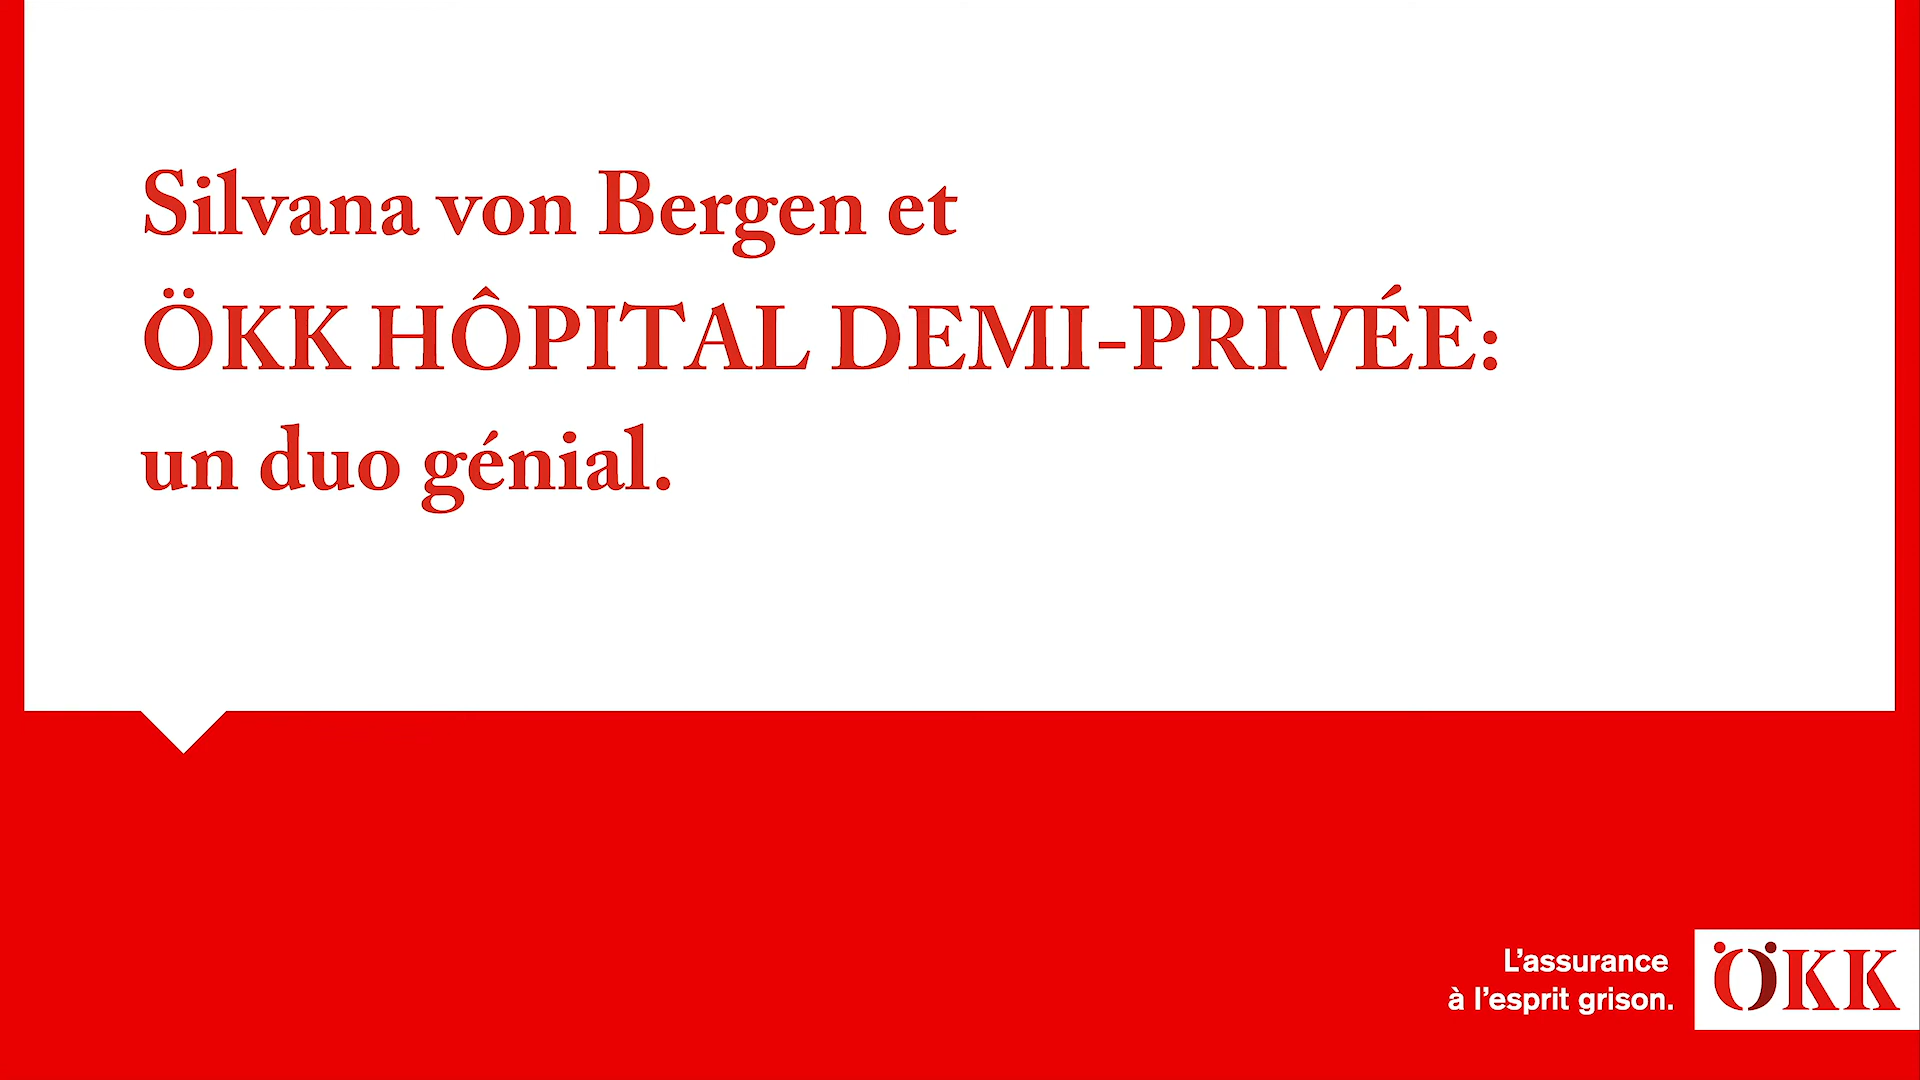 Silvana von Bergen et
ÖKK HÔPITAL DEMI-PRIVÉE:
un duo génial.
L’assurance
à l’esprit grison.
ÖKK